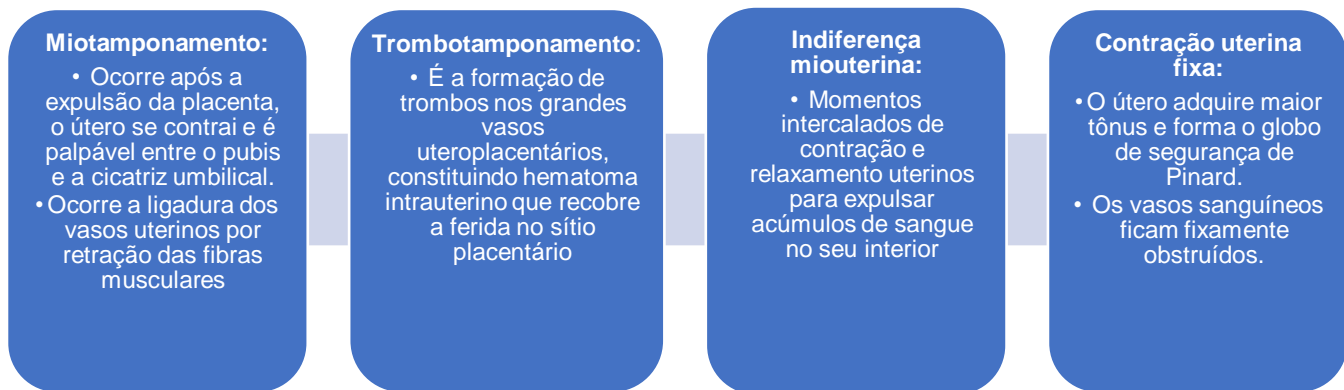 Miotamponamento:
• Ocorre após a
expulsão da placenta,
o útero se contrai e é
palpável entre o pubis
e a cicatriz umbilical.
• Ocorre a ligadura dos
vasos uterinos por
retração das fibras
musculares
Trombotamponamento:
• É a formação de
trombos nos grandes
vasos
uteroplacentários,
constituindo hematoma
intrauterino que recobre
a ferida no sítio
placentário
Indiferença
miouterina:
• Momentos
intercalados de
contração e
relaxamento uterinos
para expulsar
acúmulos de sangue
no seu interior
Contração uterina
fixa:
• O útero adquire maior
tônus e forma o globo
de segurança de
Pinard.
• Os vasos sanguíneos
ficam fixamente
obstruídos.